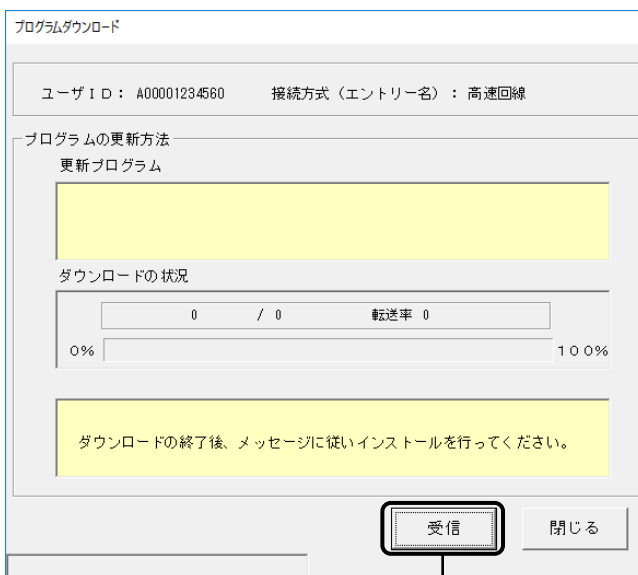 プログラムダウンロード
ユーザID： A00001234560　接続方式（エントリー名）：高速回線
プログラムの更新方法
更新プログラム
ダウンロードの状況
0 / 0 転送率 0
0% 100%
ダウンロードの終了後、メッセージに従いインストールを行ってください。
受信 閉じる